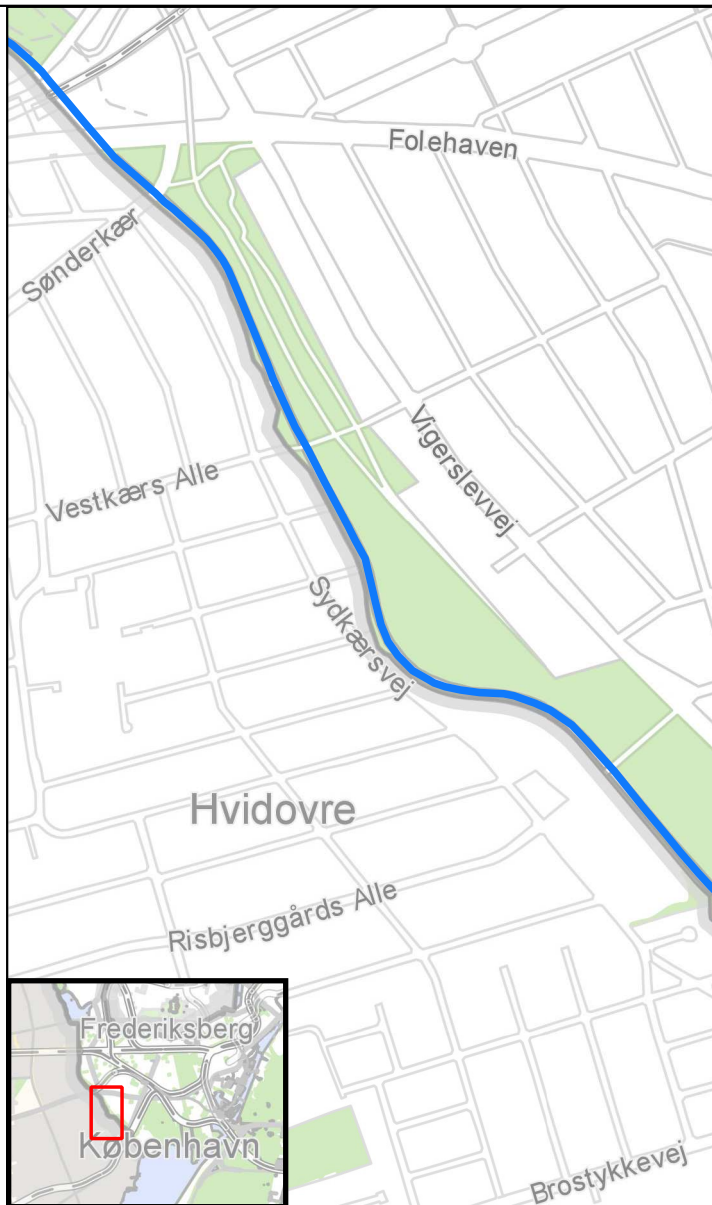 Folehaven
Sønderkær
Vigerslevvej
Vestkærs Alle
Sydkærsvej
Hvidovre
Risbjerggårds Alle
Frederiksberg
København
Brostykkevej